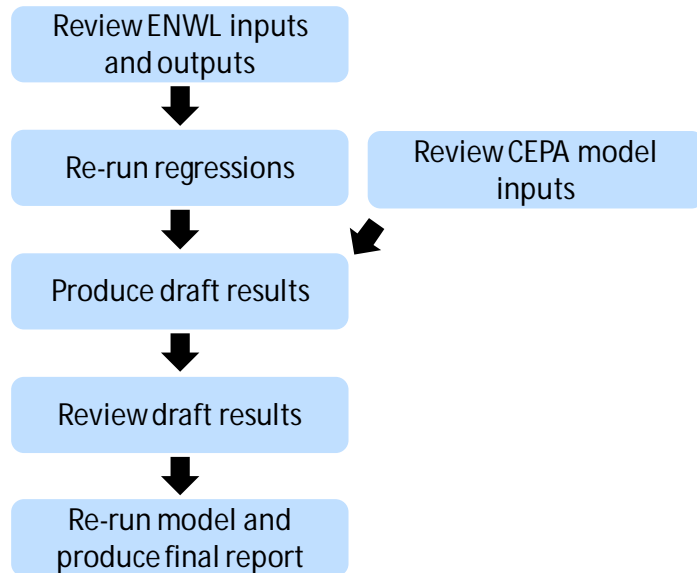 Review ENWL inputs
and outputs
Re-run regressions
Review CEPA model
inputs
Produce draft results
Review draft results
Re-run model and
produce final report